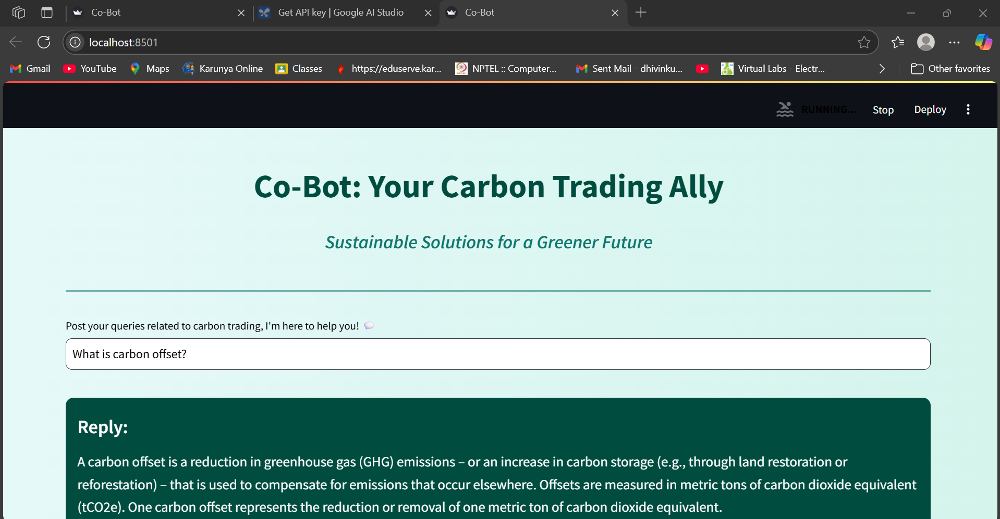 Co-Bot
Get API key | Google AI Studio
Co-Bot
localhost:8501
Gmail
YouTube
Maps
Karunya Online
Classes
https://eduserve.kar...
NPTEL :: Computer...
Sent Mail - dhivinku...
Virtual Labs - Electr...
Other favorites
RUNNING...
Stop
Deploy
Co-Bot: Your Carbon Trading Ally
Sustainable Solutions for a Greener Future
Post your queries related to carbon trading, I'm here to help you! 💬
What is carbon offset?
Reply:
A carbon offset is a reduction in greenhouse gas (GHG) emissions – or an increase in carbon storage (e.g., through land restoration or
reforestation) – that is used to compensate for emissions that occur elsewhere. Offsets are measured in metric tons of carbon dioxide equivalent
(tCO2e). One carbon offset represents the reduction or removal of one metric ton of carbon dioxide equivalent.